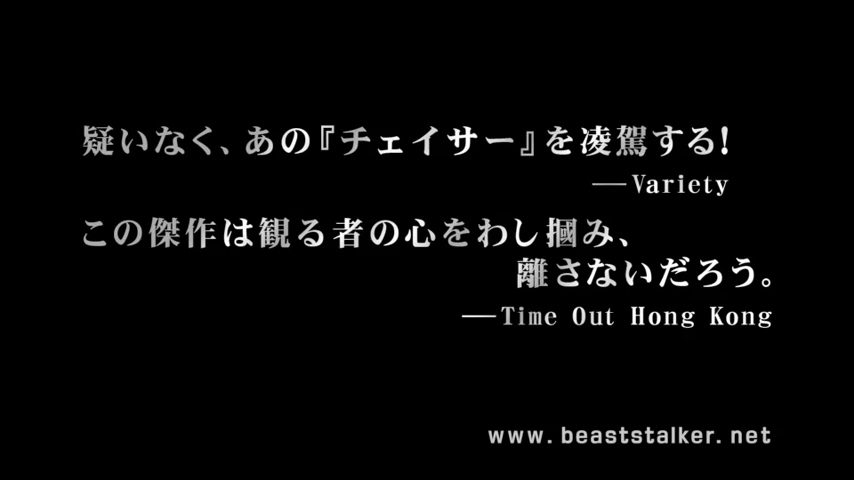 疑いなく、あの『チェイサー』を凌駕する!
―Variety
この傑作は観る者の心をわし摑み、
離さないだろう。
―Time Out Hong Kong
www.beaststalker.net